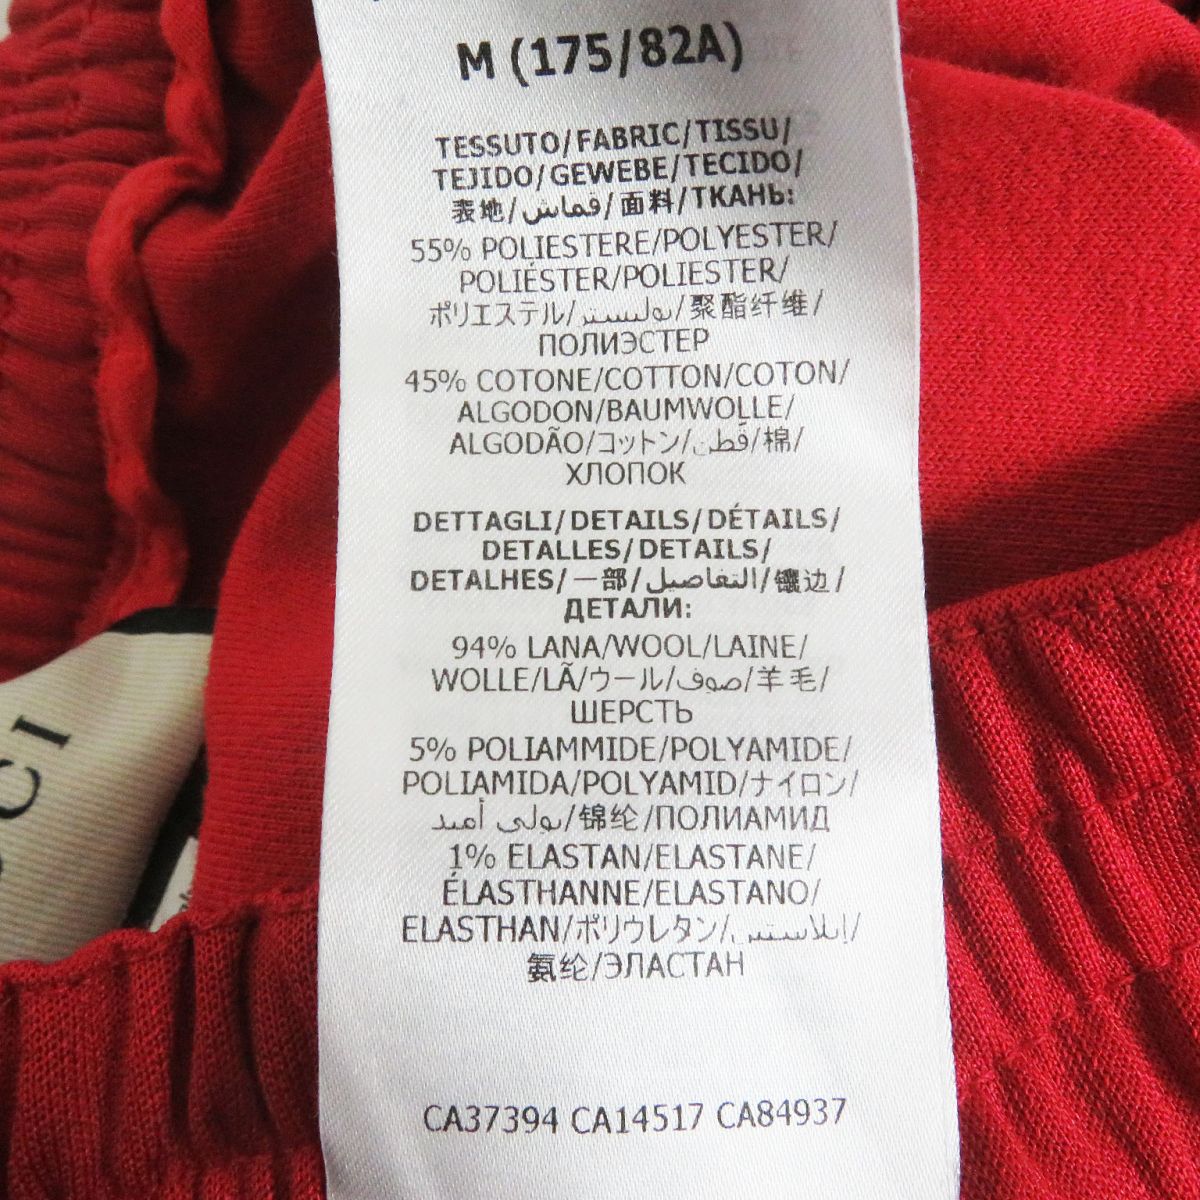 M (175/82A)
TESSUTO/FABRIC/TISSU/
TEJIDO/GEWEBE/TECIDO/
表地/قماش/面料/ТКАНЬ:
55% POLIESTERE/POLYESTER/
POLIÉSTER/POLIESTER/
ポリエステル/بوليستر/聚酯纤维/
ПОЛИЭСТЕР
45% COTONE/COTTON/COTON/
ALGODON/BAUMWOLLE/
ALGODÃO/コットン/قطن/棉/
ХЛОПОК
DETTAGLI/DETAILS/DÉTAILS/
DETALLES/DETAILS/
DETALHES/一部/التفاصيل/镶边/
ДЕТАЛИ:
94% LANA/WOOL/LAINE/
WOLLE/LÃ/ウール/صوف/羊毛/
ШЕРСТЬ
5% POLIAMMIDE/POLYAMIDE/
POLIAMIDA/POLYAMID/ナイロン/
بولي أميد/锦纶/ПОЛИАМИД
1% ELASTAN/ELASTANE/
ÉLASTHANNE/ELASTANO/
ELASTHAN/ポリウレタン/إيلاستين/
氨纶/ЭЛАСТАН
CA37394 CA14517 CA84937